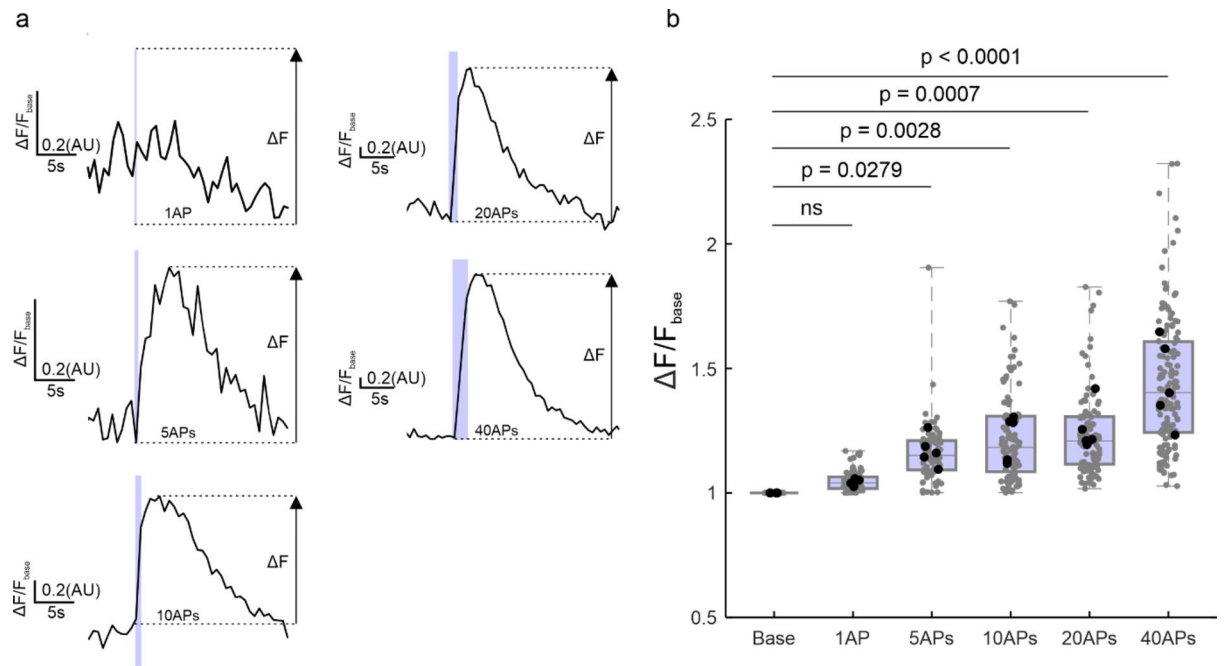 a
ΔF/F_base
0.2(AU)
5s
1AP
ΔF
ΔF/F_base
0.2(AU)
5s
20APs
ΔF
ΔF/F_base
0.2(AU)
5s
5APs
ΔF
ΔF/F_base
0.2(AU)
5s
40APs
ΔF
ΔF/F_base
0.2(AU)
5s
10APs
ΔF
b
p < 0.0001
p = 0.0007
p = 0.0028
p = 0.0279
ns
ΔF/F_base
2.5
2
1.5
1
0.5
Base 1AP 5APs 10APs 20APs 40APs